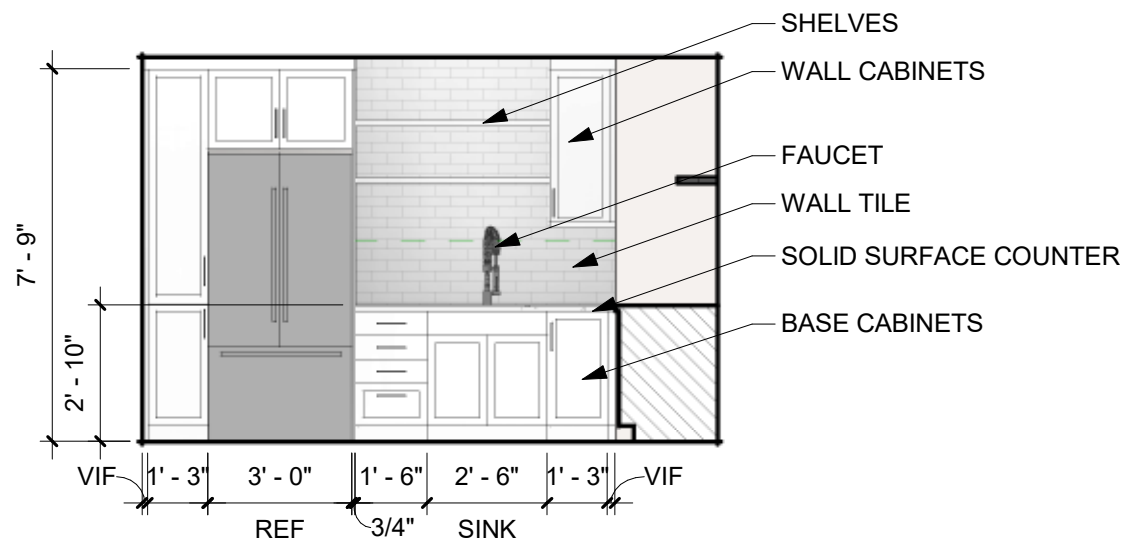 SHELVES
WALL CABINETS
FAUCET
WALL TILE
SOLID SURFACE COUNTER
BASE CABINETS
7' - 9"
2' - 10"
VIF 1' - 3" 3' - 0" 1' - 6" 2' - 6" 1' - 3" VIF
REF 3/4" SINK